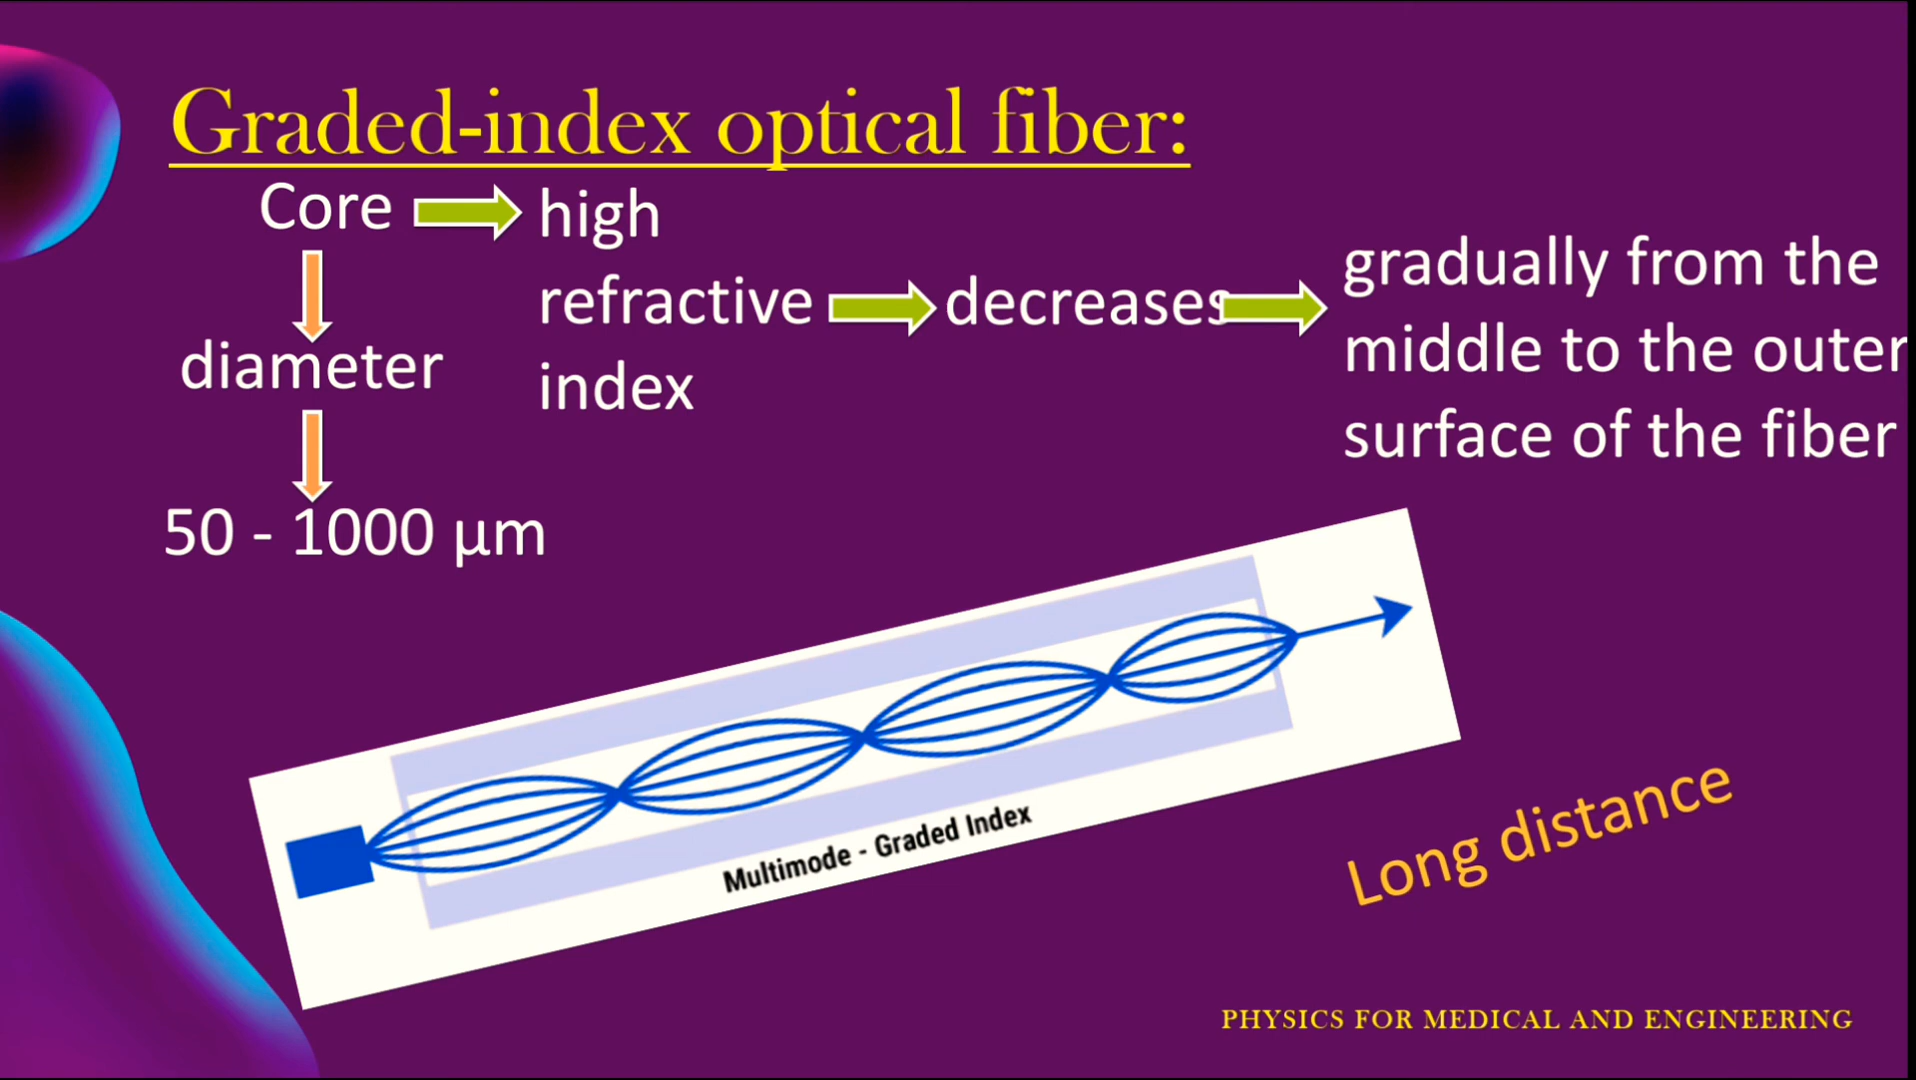 Graded-index optical fiber:
Core
high
refractive
index
decreases
gradually from the
middle to the outer
surface of the fiber
diameter
50 - 1000 µm
Multimode - Graded Index
Long distance
PHYSICS FOR MEDICAL AND ENGINEERING